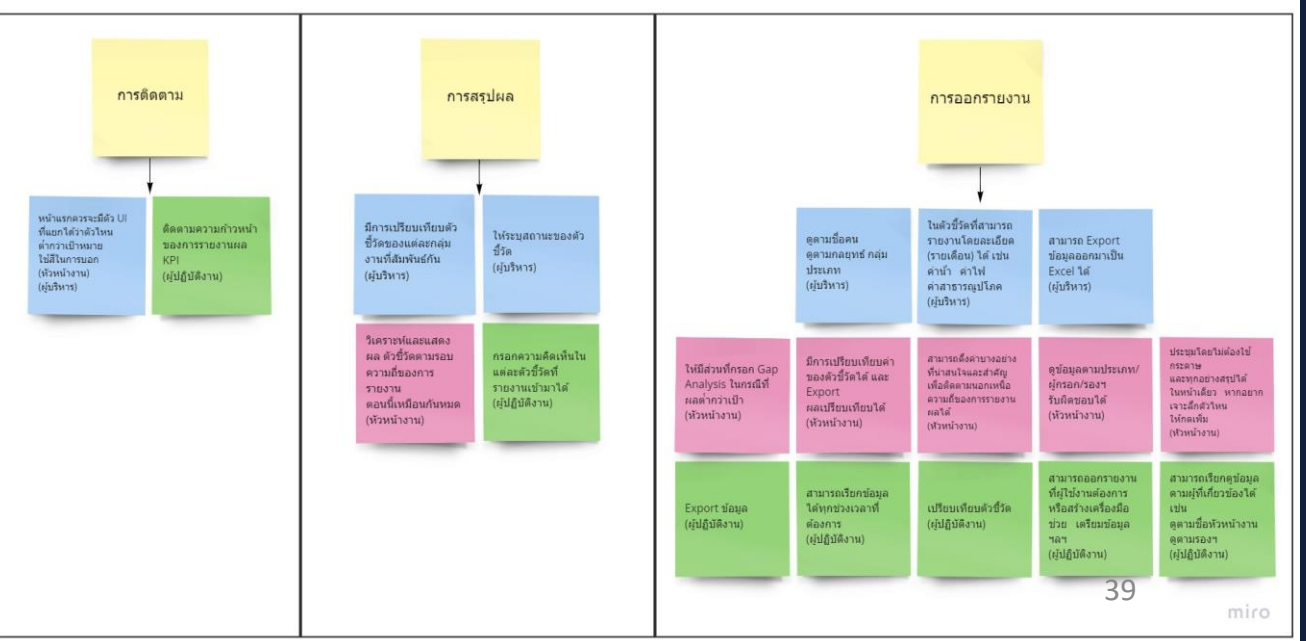 การติดตาม
หน้าแรกควรจะมีตัว UI
ที่แยกได้ว่าตัวไหน
ต่ำกว่าเป้าหมาย
ใช้สีในการบอก
(หัวหน้างาน)
(ผู้บริหาร)
ติดตามความก้าวหน้า
ของการรายงานผล
KPI
(ผู้ปฏิบัติงาน)
การสรุปผล
มีการเปรียบเทียบตัว
ชี้วัดของแต่ละกลุ่ม
งานที่สัมพันธ์กัน
(ผู้บริหาร)
ให้ระบุสถานะของตัว
ชี้วัด
(ผู้บริหาร)
วิเคราะห์และแสดง
ผล ตัวชี้วัดตามรอบ
ความถี่ของการ
รายงาน
ตอนนี้เหมือนกันหมด
(หัวหน้างาน)
กรอกความคิดเห็นใน
แต่ละตัวชี้วัดที่
รายงานเข้ามาได้
(ผู้ปฏิบัติงาน)
การออกรายงาน
ดูตามชื่อคน
ดูตามกลยุทธ์ กลุ่ม
ประเภท
(ผู้บริหาร)
ในตัวชี้วัดที่สามารถ
รายงานโดยละเอียด
(รายเดือน) ได้ เช่น
ค่าน้ำ ค่าไฟ
ค่าสาธารณูปโภค
(ผู้บริหาร)
สามารถ Export
ข้อมูลออกมาเป็น
Excel ได้
(ผู้บริหาร)
ให้มีส่วนที่กรอก Gap
Analysis ในกรณีที่
ผลต่ำกว่าเป้า
(หัวหน้างาน)
มีการเปรียบเทียบค่า
ของตัวชี้วัดได้ และ
Export
ผลเปรียบเทียบได้
(หัวหน้างาน)
สามารถตั้งค่าบางอย่าง
ที่น่าสนใจและสำคัญ
เพื่อติดตามนอกเหนือ
ความถี่ของการรายงาน
ผลได้
(หัวหน้างาน)
ดูข้อมูลตามประเภท/
ผู้กรอก/รองฯ
รับผิดชอบได้
(หัวหน้างาน)
ประชุมโดยไม่ต้องใช้
กระดาษ
และทุกอย่างสรุปได้
ในหน้าเดียว หากอยาก
เจาะลึกตัวไหน
ให้กดเพิ่ม
(หัวหน้างาน)
Export ข้อมูล
(ผู้ปฏิบัติงาน)
สามารถเรียกข้อมูล
ได้ทุกช่วงเวลาที่
ต้องการ
(ผู้ปฏิบัติงาน)
เปรียบเทียบตัวชี้วัด
(ผู้ปฏิบัติงาน)
สามารถออกรายงาน
ที่ผู้ใช้งานต้องการ
หรือสร้างเครื่องมือ
ช่วย เตรียมข้อมูล
ฯลฯ
(ผู้ปฏิบัติงาน)
สามารถเรียกดูข้อมูล
ตามผู้ที่เกี่ยวข้องได้
เช่น
ดูตามชื่อหัวหน้างาน
ดูตามรองฯ
(ผู้ปฏิบัติงาน)
39
miro